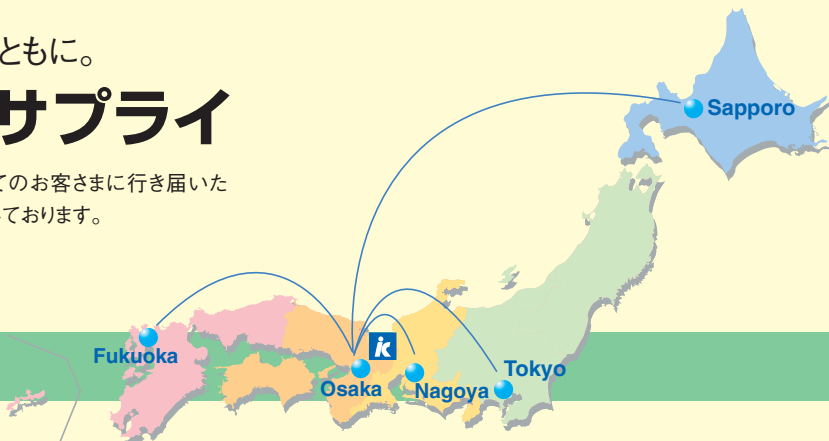 ともに。
サプライ
てのお客さまに行き届いた
ております。
Sapporo
Fukuoka
ik
Tokyo
Osaka
Nagoya